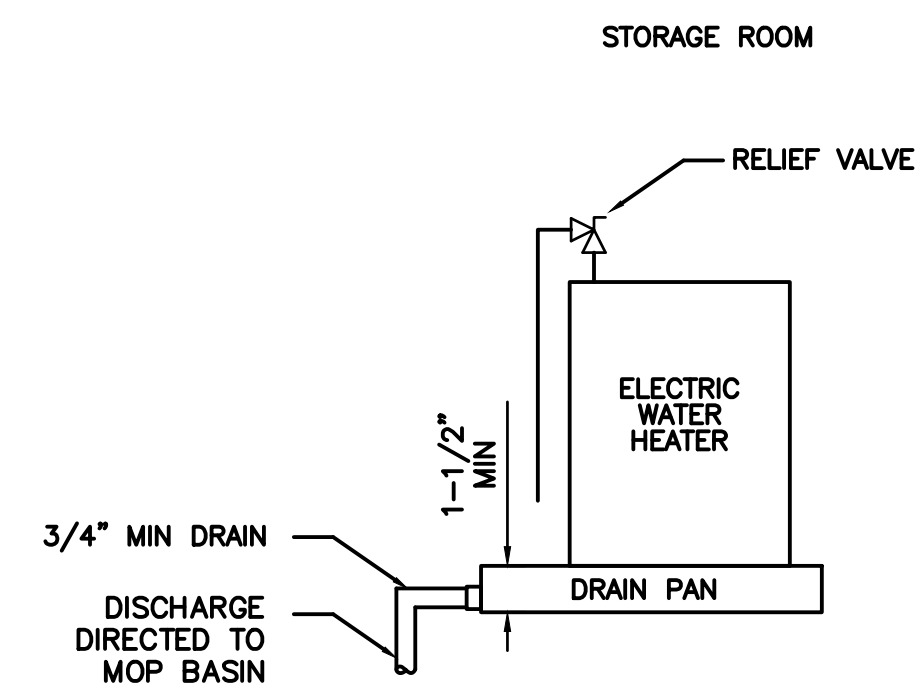 STORAGE ROOM
RELIEF VALVE
ELECTRIC
WATER
HEATER
1-1/2"
MIN
3/4" MIN DRAIN
DRAIN PAN
DISCHARGE
DIRECTED TO
MOP BASIN